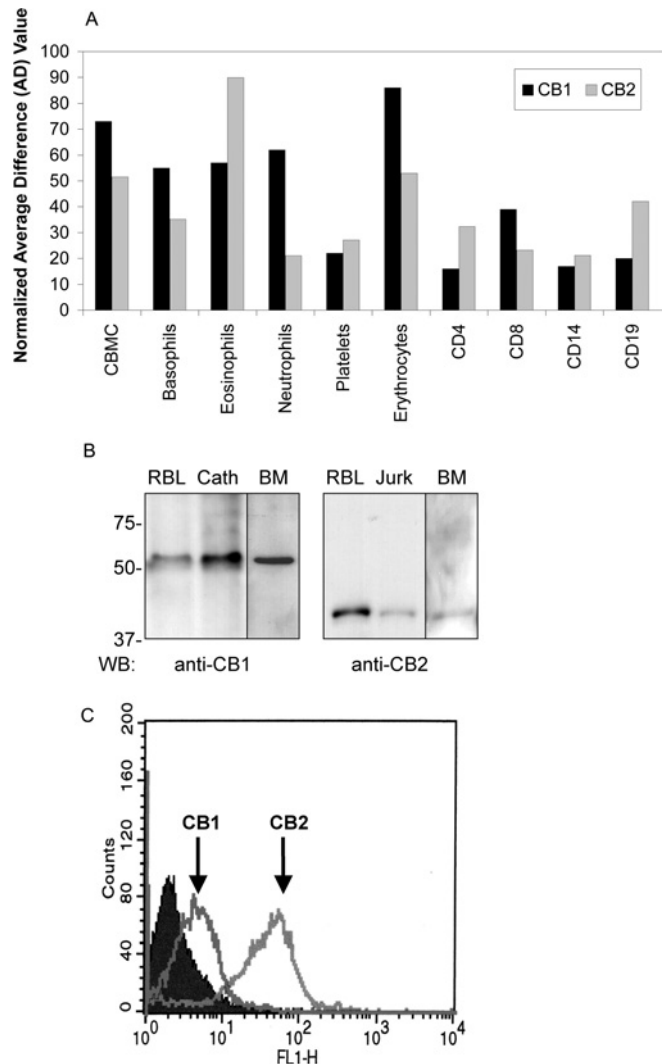 A
Normalized Average Difference (AD) Value
100
90
80
70
60
50
40
30
20
10
0
CB1 CB2
CBMC Basophils Eosinophils Neutrophils Platelets Erythrocytes CD4 CD8 CD14 CD19
B
RBL Cath BM RBL Jurk BM
75-
50-
37-
WB: anti-CB1 anti-CB2
C
200
160
120
80
40
0
Counts
CB1 CB2
10^0 10^1 10^2 10^3 10^4
FL1-H